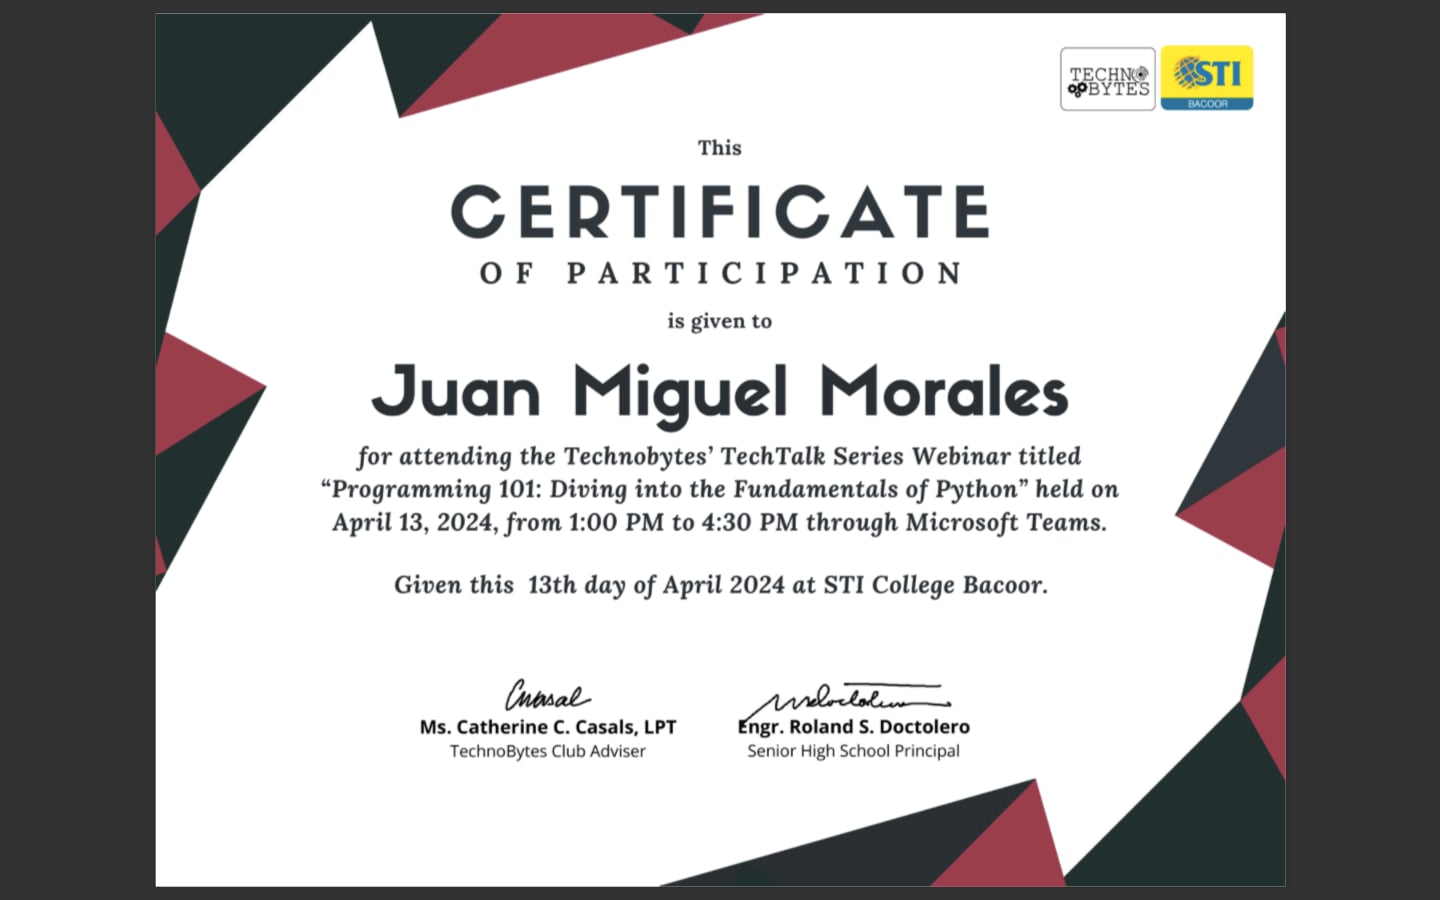 TECHNO
BYTES
STI
BACOOR
This
CERTIFICATE
OF PARTICIPATION
is given to
Juan Miguel Morales
for attending the Technobytes’ TechTalk Series Webinar titled
“Programming 101: Diving into the Fundamentals of Python” held on
April 13, 2024, from 1:00 PM to 4:30 PM through Microsoft Teams.
Given this 13th day of April 2024 at STI College Bacoor.
Ms. Catherine C. Casals, LPT
TechnoBytes Club Adviser
Engr. Roland S. Doctolero
Senior High School Principal